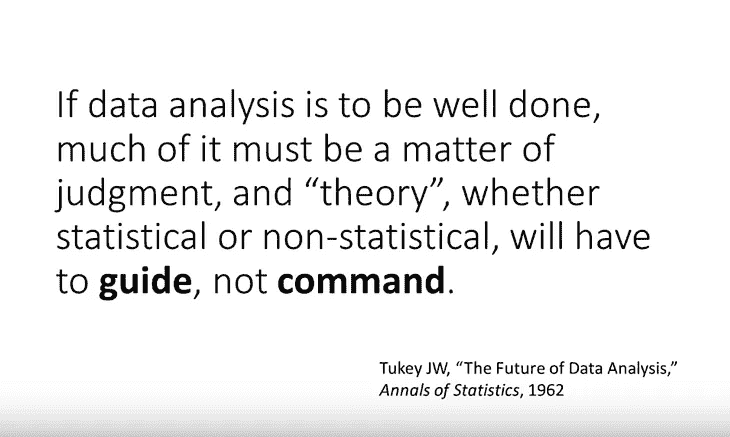 If data analysis is to be well done,
much of it must be a matter of
judgment, and “theory”, whether
statistical or non-statistical, will have
to guide, not command.
Tukey JW, “The Future of Data Analysis,”
Annals of Statistics, 1962